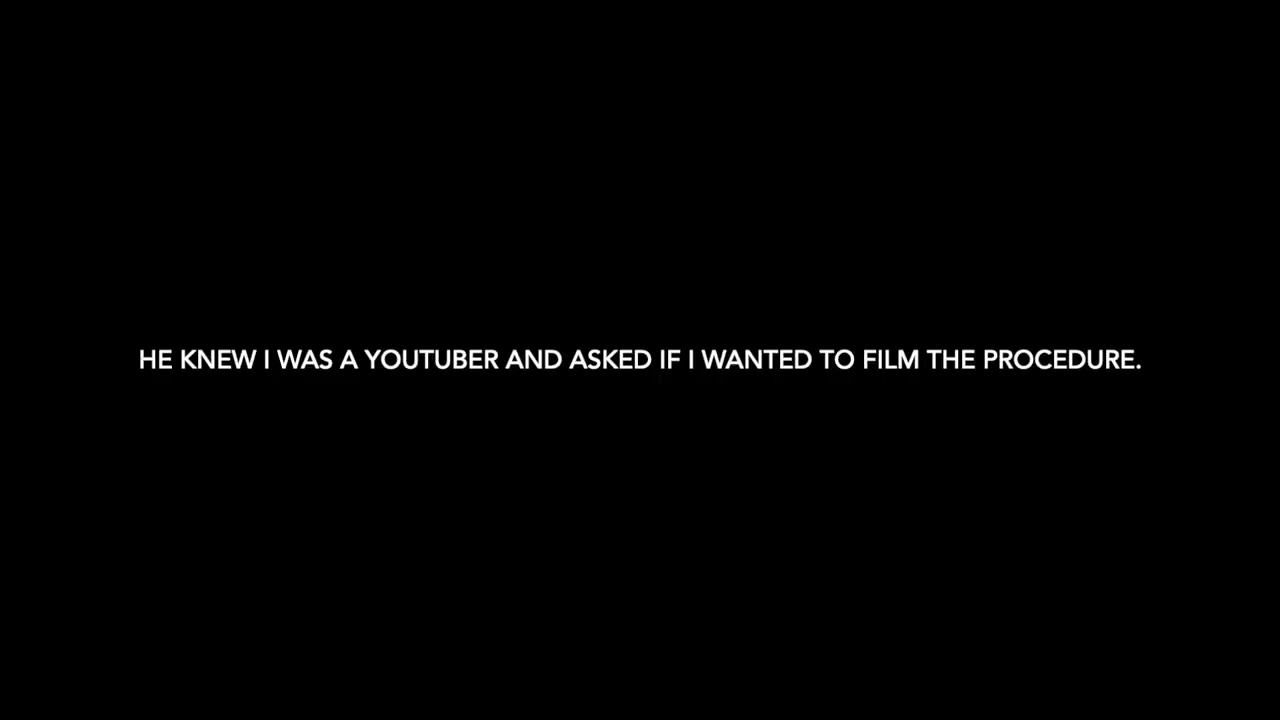 HE KNEW I WAS A YOUTUBER AND ASKED IF I WANTED TO FILM THE PROCEDURE.